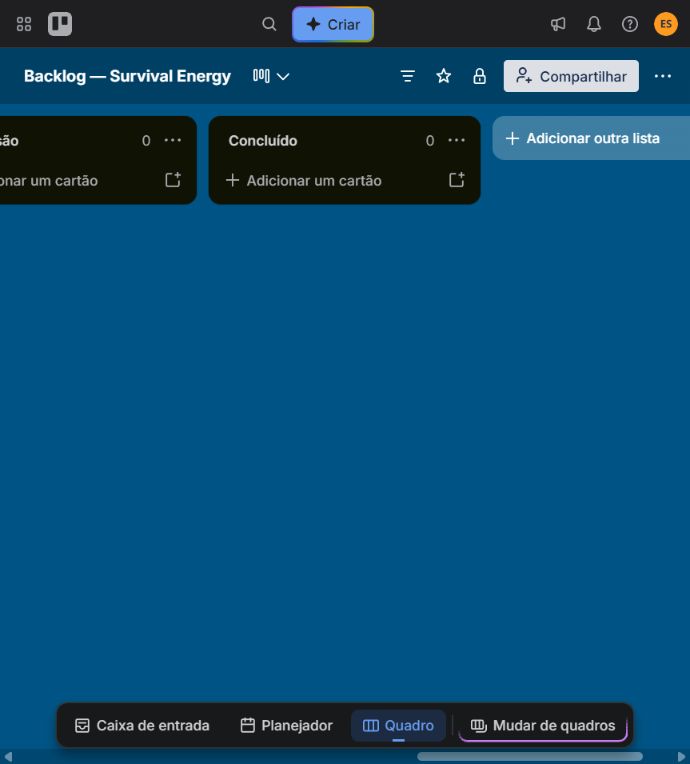 Criar
ES
Backlog — Survival Energy
Compartilhar
são 0
Concluído 0
Adicionar outra lista
onar um cartão
Adicionar um cartão
Caixa de entrada
Planejador
Quadro
Mudar de quadros